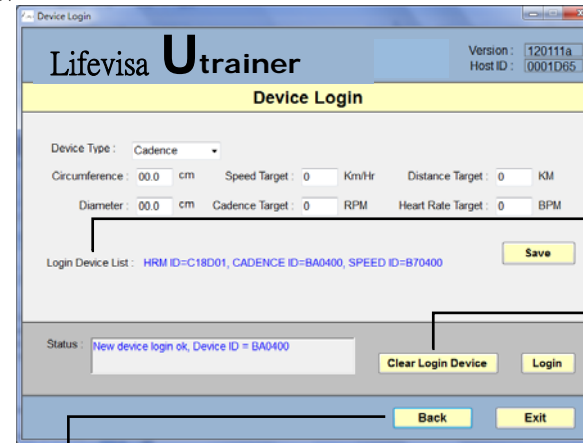 Device Login
Lifevisa Utrainer
Version : 120111a
Host ID : 0001D65
Device Login
Device Type : Cadence
Circumference : 00.0 cm Speed Target : 0 Km/Hr Distance Target : 0 KM
Diameter : 00.0 cm Cadence Target : 0 RPM Heart Rate Target : 0 BPM
Login Device List : HRM ID=C18D01, CADENCE ID=BA0400, SPEED ID=B70400
Save
Status : New device login ok, Device ID = BA0400
Clear Login Device Login
Back Exit